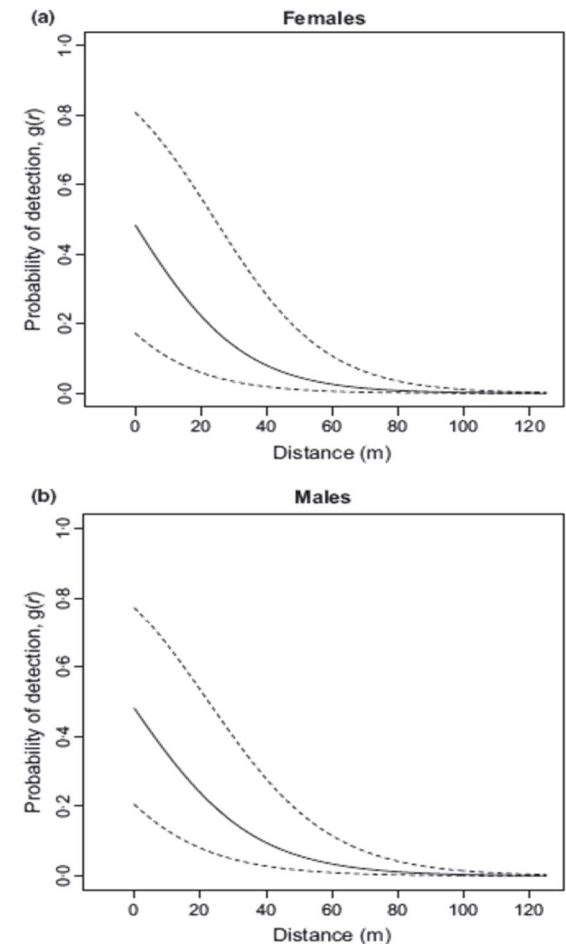 (a)
Females
Probability of detection, g(r)
1·0
0·8
0·6
0·4
0·2
0·0
0 20 40 60 80 100 120
Distance (m)
(b)
Males
Probability of detection, g(r)
1·0
0·8
0·6
0·4
0·2
0·0
0 20 40 60 80 100 120
Distance (m)